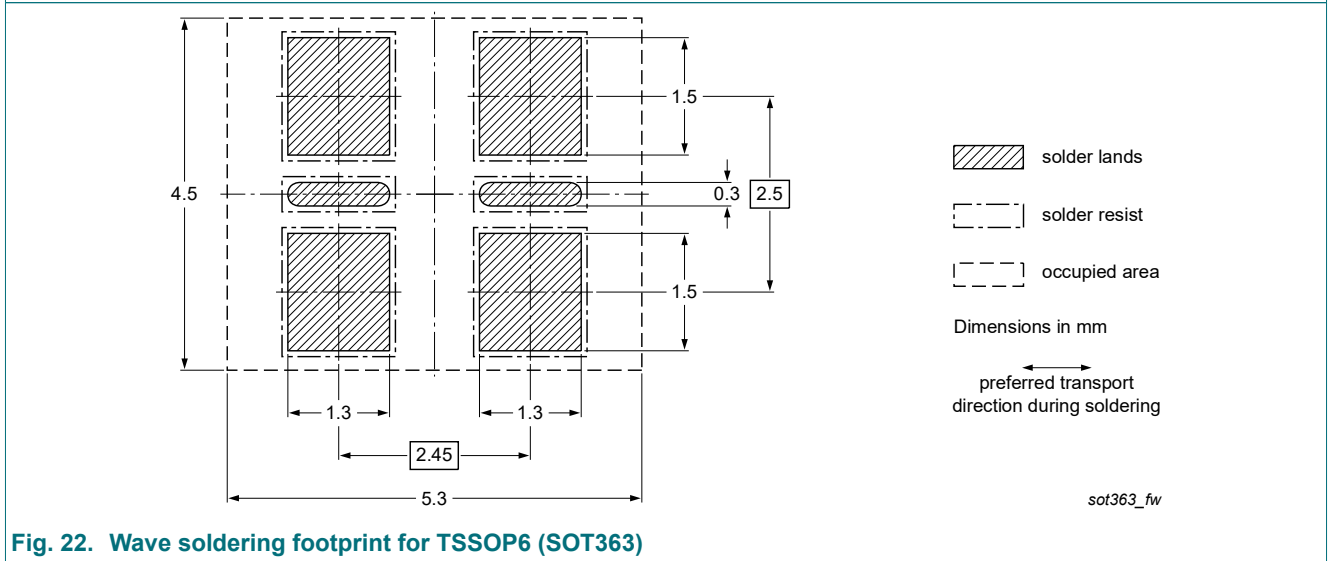 1.5
4.5
0.3
2.5
1.5
1.3
1.3
2.45
5.3
solder lands
solder resist
occupied area
Dimensions in mm
preferred transport
direction during soldering
sot363_fw
Fig. 22. Wave soldering footprint for TSSOP6 (SOT363)